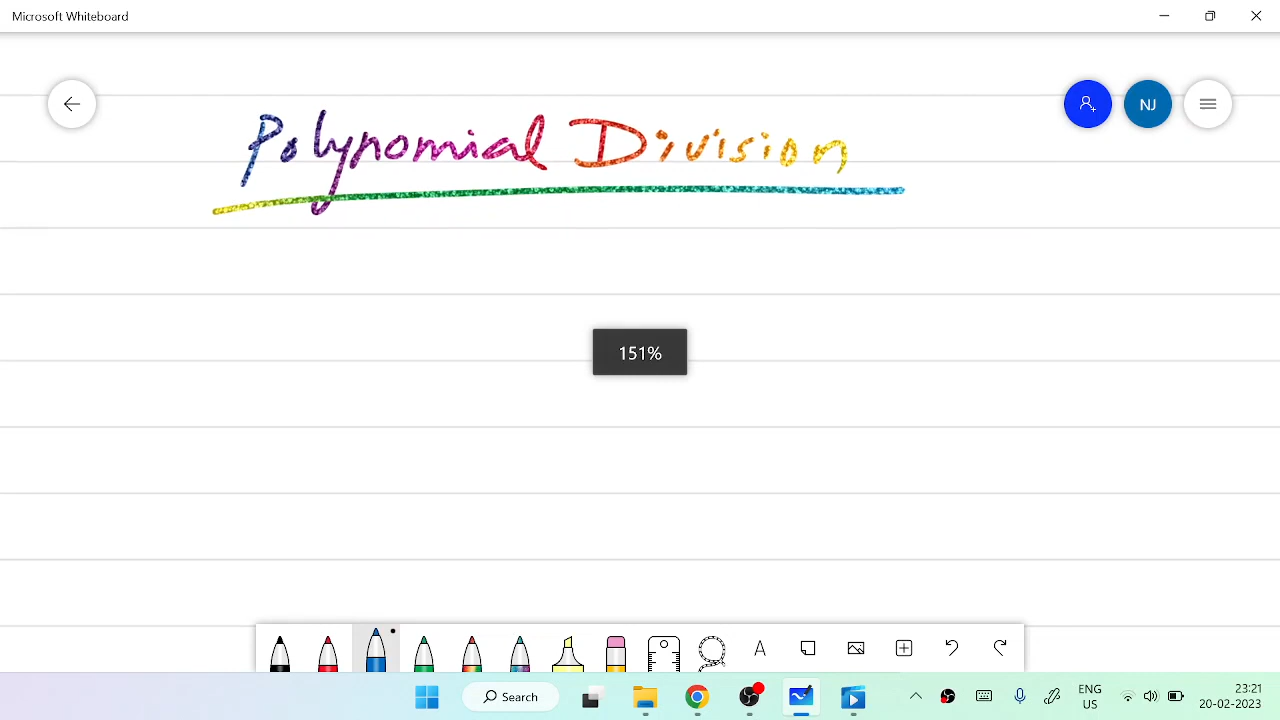 Microsoft Whiteboard
NJ
Polynomial Division
151%
A
Search
ENG
US
23:21
20-02-2023